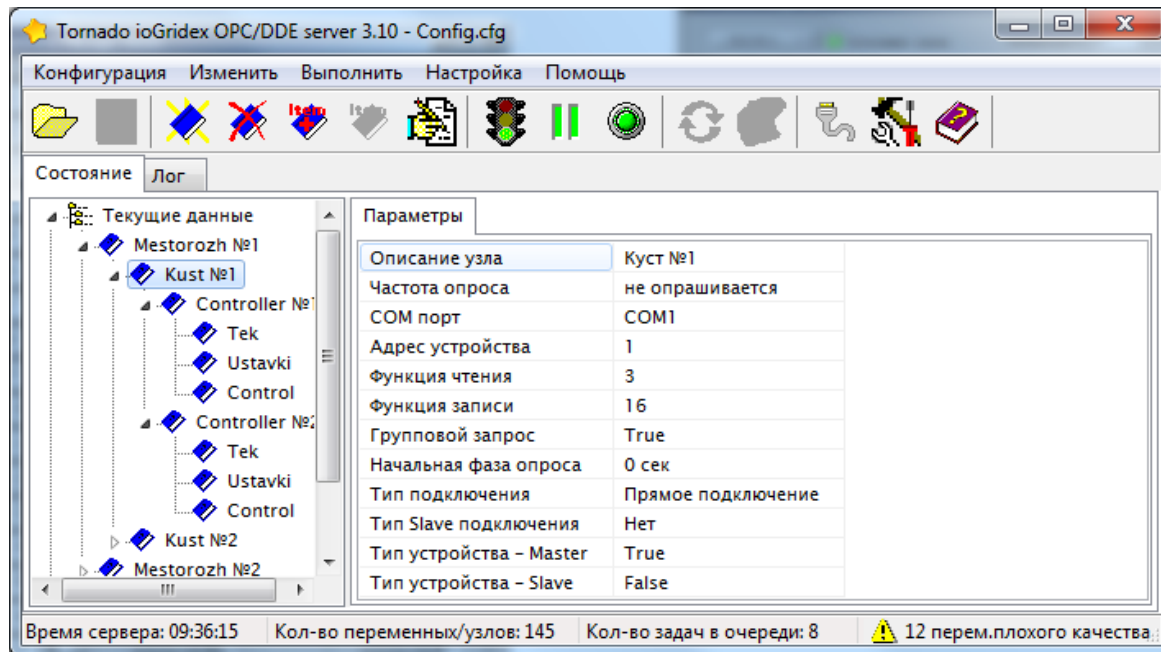 Tornado ioGridex OPC/DDE server 3.10 - Config.cfg
Конфигурация Изменить Выполнить Настройка Помощь
Item
Item
Состояние Лог
Текущие данные
Mestorozh №1
Kust №1
Controller №1
Tek
Ustavki
Control
Controller №2
Tek
Ustavki
Control
Kust №2
Mestorozh №2
Параметры
Описание узла Куст №1
Частота опроса не опрашивается
COM порт COM1
Адрес устройства 1
Функция чтения 3
Функция записи 16
Групповой запрос True
Начальная фаза опроса 0 сек
Тип подключения Прямое подключение
Тип Slave подключения Нет
Тип устройства - Master True
Тип устройства - Slave False
Время сервера: 09:36:15 Кол-во переменных/узлов: 145 Кол-во задач в очереди: 8 12 перем.плохого качества